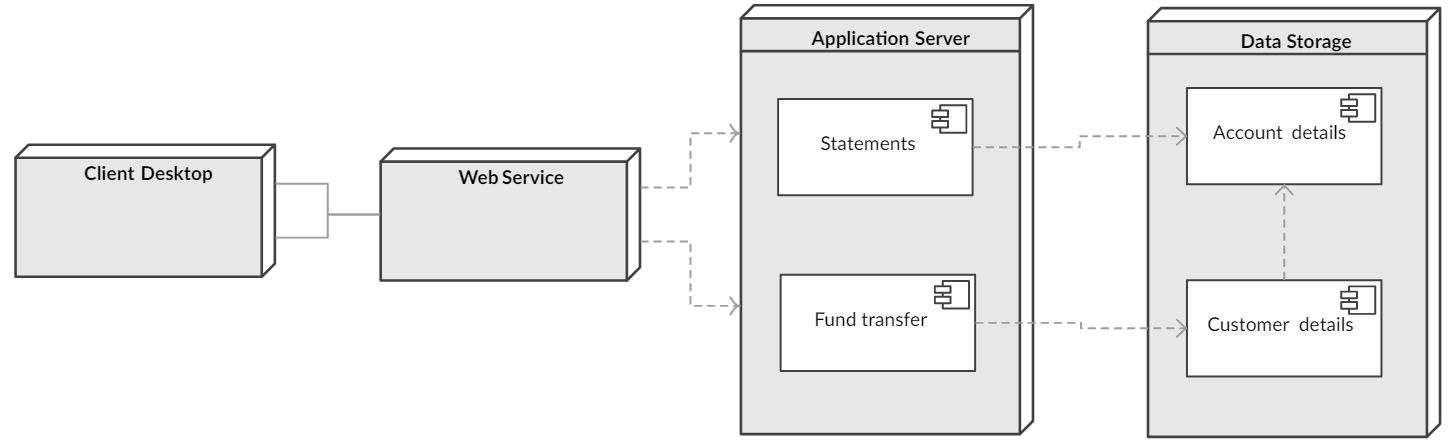 Client Desktop
Web Service
Application Server
Statements
Fund transfer
Data Storage
Account details
Customer details